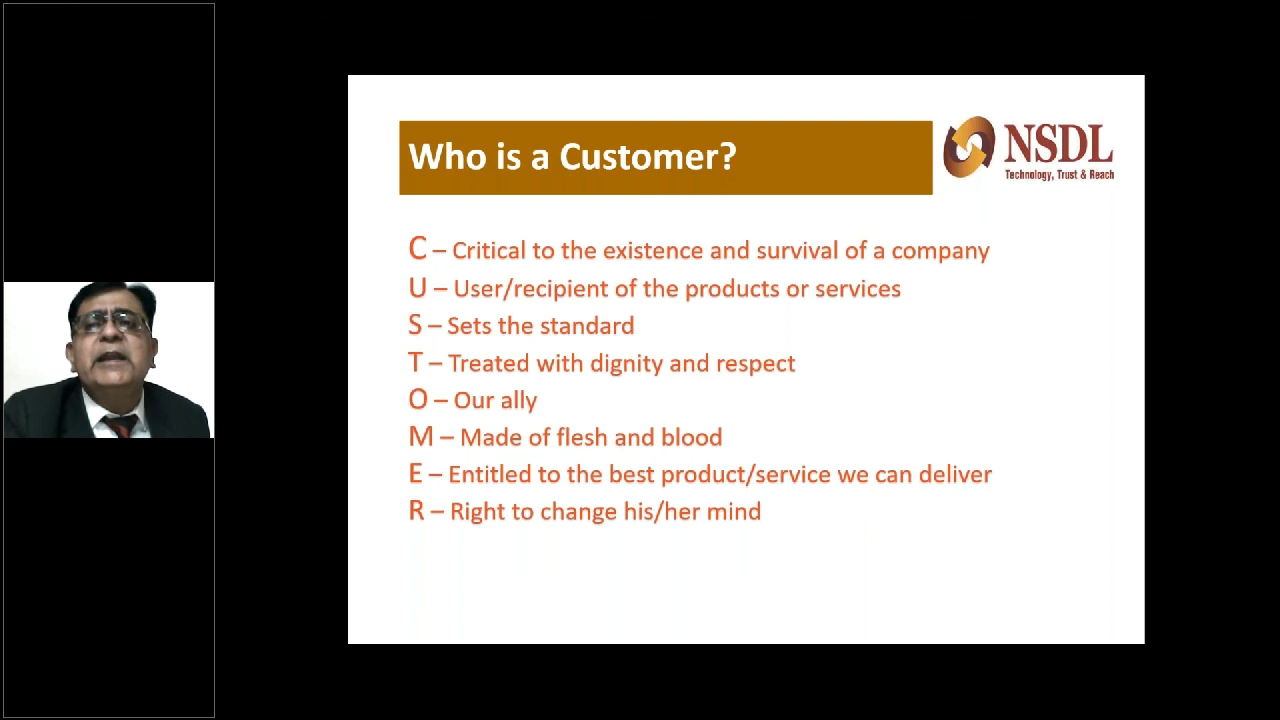 Who is a Customer?
NSDL
Technology, Trust & Reach
C – Critical to the existence and survival of a company
U – User/recipient of the products or services
S – Sets the standard
T – Treated with dignity and respect
O – Our ally
M – Made of flesh and blood
E – Entitled to the best product/service we can deliver
R – Right to change his/her mind